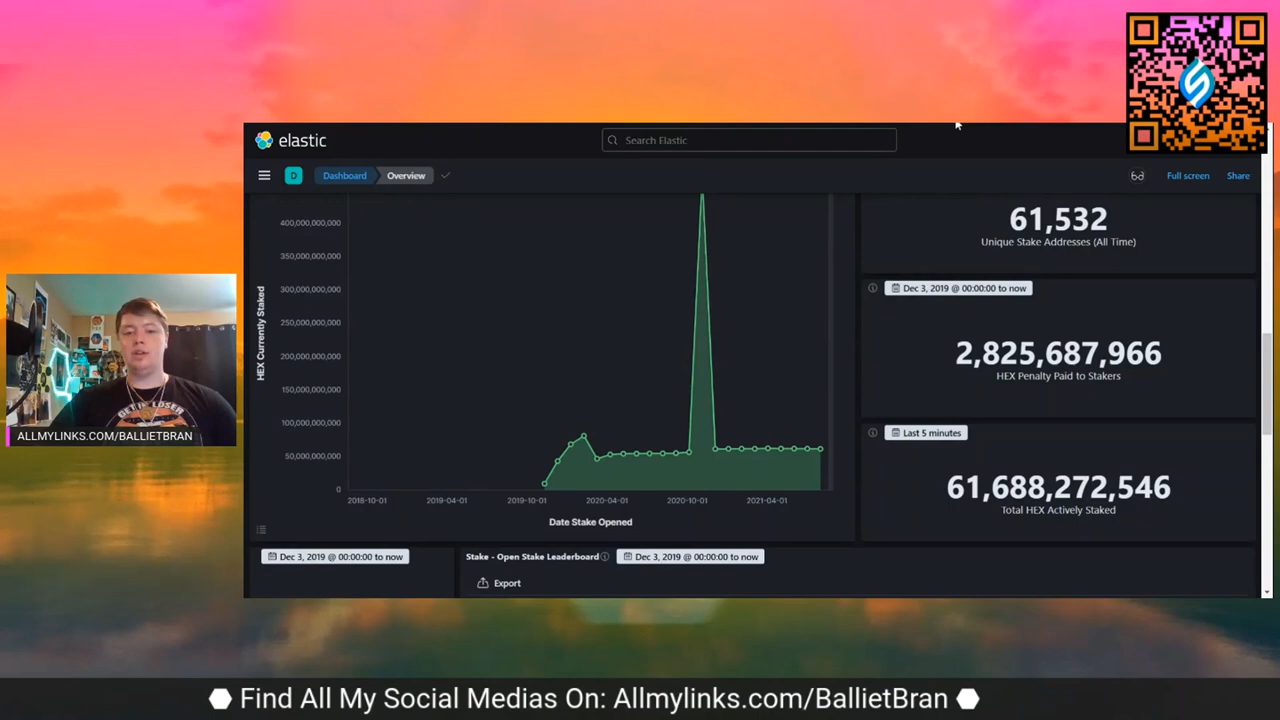 elastic
Search Elastic
D
Dashboard
Overview
Full screen
Share
400,000,000,000
350,000,000,000
300,000,000,000
250,000,000,000
200,000,000,000
150,000,000,000
100,000,000,000
50,000,000,000
0
HEX Currently Staked
2018-10-01 2019-04-01 2019-10-01 2020-04-01 2020-10-01 2021-04-01
Date Stake Opened
61,532
Unique Stake Addresses (All Time)
Dec 3, 2019 @ 00:00:00 to now
2,825,687,966
HEX Penalty Paid to Stakers
Last 5 minutes
61,688,272,546
Total HEX Actively Staked
Dec 3, 2019 @ 00:00:00 to now
Stake - Open Stake Leaderboard
Dec 3, 2019 @ 00:00:00 to now
Export
GET IN LOSER
ALLMYLINKS.COM/BALLIETBRAN
Find All My Social Medias On: Allmylinks.com/BallietBran